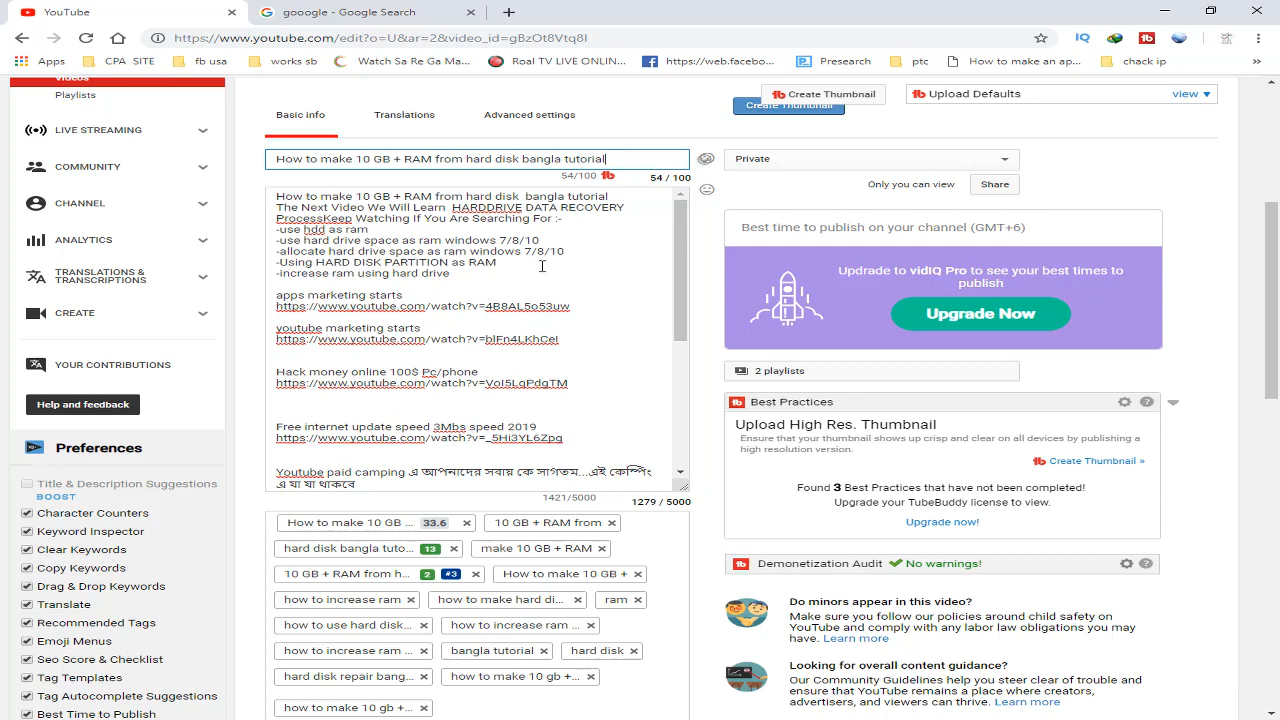 YouTube
gooogle - Google Search
https://www.youtube.com/edit?o=U&ar=2&video_id=gBzOt8Vtq8I
Apps
CPA SITE
fb usa
works sb
Watch Sa Re Ga Ma...
Roal TV LIVE ONLIN...
https://web.faceboo...
Presearch
ptc
How to make an ap...
chack ip
Videos
Playlists
LIVE STREAMING
COMMUNITY
CHANNEL
ANALYTICS
TRANSLATIONS &
TRANSCRIPTIONS
CREATE
YOUR CONTRIBUTIONS
Help and feedback
Preferences
Title & Description Suggestions
BOOST
Character Counters
Keyword Inspector
Clear Keywords
Copy Keywords
Drag & Drop Keywords
Translate
Recommended Tags
Emoji Menus
Seo Score & Checklist
Tag Templates
Tag Autocomplete Suggestions
Best Time to Publish
Create Thumbnail
Create Thumbnail
Upload Defaults
view
Basic info
Translations
Advanced settings
How to make 10 GB + RAM from hard disk bangla tutorial
54/100
54 / 100
How to make 10 GB + RAM from hard disk bangla tutorial
The Next Video We Will Learn HARDDRIVE DATA RECOVERY
ProcessKeep Watching If You Are Searching For :-
-use hdd as ram
-use hard drive space as ram windows 7/8/10
-allocate hard drive space as ram windows 7/8/10
-Using HARD DISK PARTITION as RAM
-increase ram using hard drive
apps marketing starts
https://www.youtube.com/watch?v=4B8AL5o53uw
youtube marketing starts
https://www.youtube.com/watch?v=blFn4LKhCeI
Hack money online 100$ Pc/phone
https://www.youtube.com/watch?v=VoI5LqPdgTM
Free internet update speed 3Mbs speed 2019
https://www.youtube.com/watch?v=_5Hi3YL6Zpg
Youtube paid camping এ আপনাদের সবায় কে সাগতম...এই কেম্পিং
এ যা যা থাকবে
1421/5000
1279 / 5000
How to make 10 GB ... 33.6
10 GB + RAM from
hard disk bangla tuto... 13
make 10 GB + RAM
10 GB + RAM from h... 2 #3
How to make 10 GB +
how to increase ram
how to make hard di...
ram
how to use hard disk...
how to increase ram ...
how to increase ram ...
bangla tutorial
hard disk
hard disk repair bang...
how to make 10 gb +...
how to make 10 gb +...
Private
Only you can view
Share
Best time to publish on your channel (GMT+6)
Upgrade to vidIQ Pro to see your best times to
publish
Upgrade Now
2 playlists
Best Practices
Upload High Res. Thumbnail
Ensure that your thumbnail shows up crisp and clear on all devices by publishing a
high resolution version.
Create Thumbnail »
Found 3 Best Practices that have not been completed!
Upgrade your TubeBuddy license to view.
Upgrade now!
Demonetization Audit No warnings!
Do minors appear in this video?
Make sure you follow our policies around child safety on
YouTube and comply with any labor law obligations you may
have. Learn more
Looking for overall content guidance?
Our Community Guidelines help you steer clear of trouble and
ensure that YouTube remains a place where creators,
advertisers, and viewers can thrive. Learn more